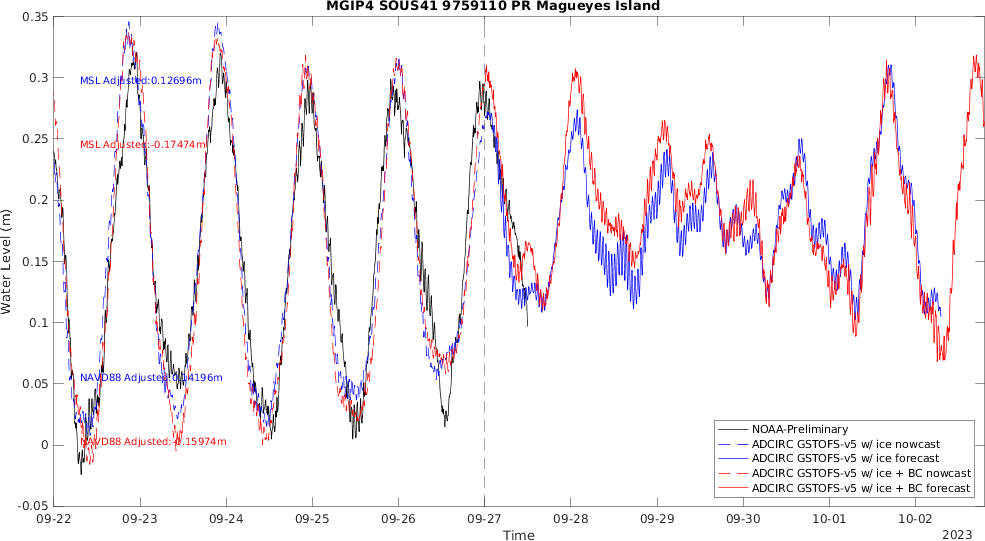 MGIP4 SOUS41 9759110 PR Magueyes Island
0.35
0.3
0.25
0.2
0.15
0.1
0.05
0
-0.05
Water Level (m)
MSL Adjusted:0.12696m
MSL Adjusted:-0.17474m
NAVD88 Adjusted:0.14196m
NAVD88 Adjusted:-0.15974m
NOAA-Preliminary
ADCIRC GSTOFS-v5 w/ ice nowcast
ADCIRC GSTOFS-v5 w/ ice forecast
ADCIRC GSTOFS-v5 w/ ice + BC nowcast
ADCIRC GSTOFS-v5 w/ ice + BC forecast
09-22 09-23 09-24 09-25 09-26 09-27 09-28 09-29 09-30 10-01 10-02
Time
2023